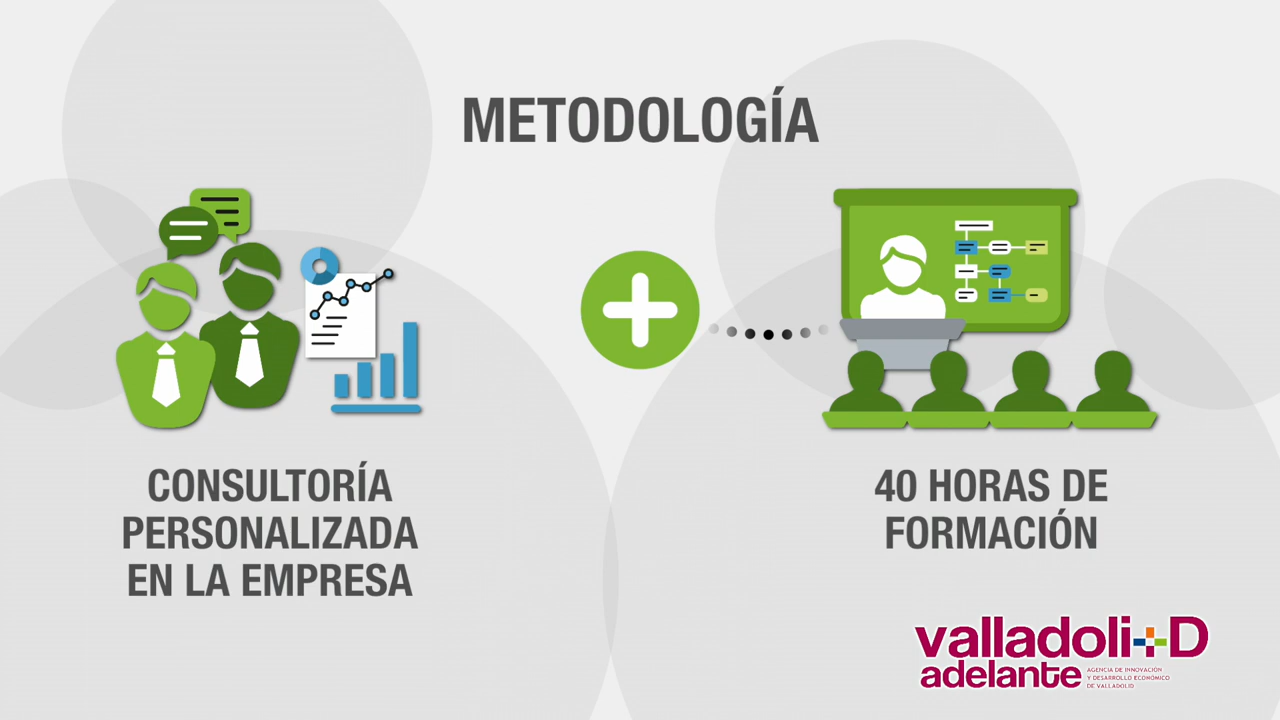 METODOLOGÍA
CONSULTORÍA
PERSONALIZADA
EN LA EMPRESA
40 HORAS DE
FORMACIÓN
valladoli+D
adelante
AGENCIA DE INNOVACIÓN
Y DESARROLLO ECONÓMICO
DE VALLADOLID